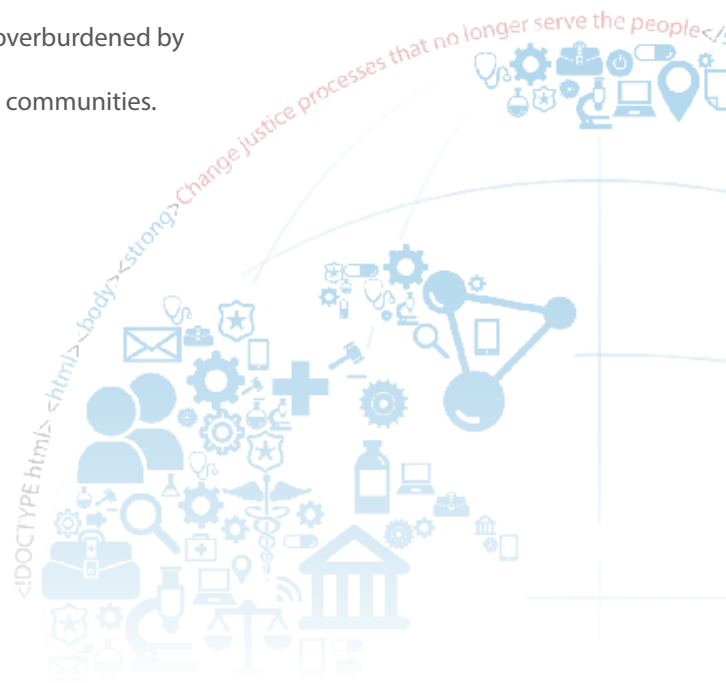 overburdened by
communities.
<!DOCTYPE html> <html> <body> <strong>Change justice processes that no longer serve the people</